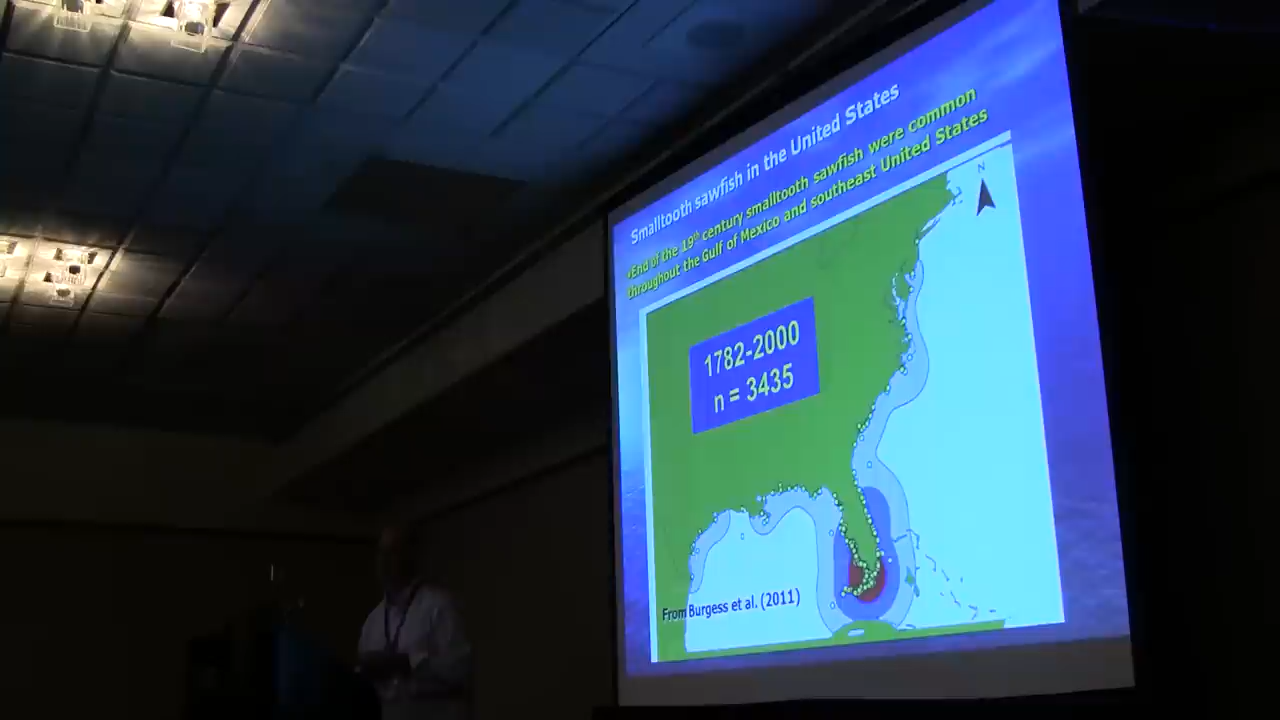 Smalltooth sawfish in the United States
•End of the 19th century smalltooth sawfish were common
throughout the Gulf of Mexico and southeast United States
N
1782-2000
n = 3435
From Burgess et al. (2011)